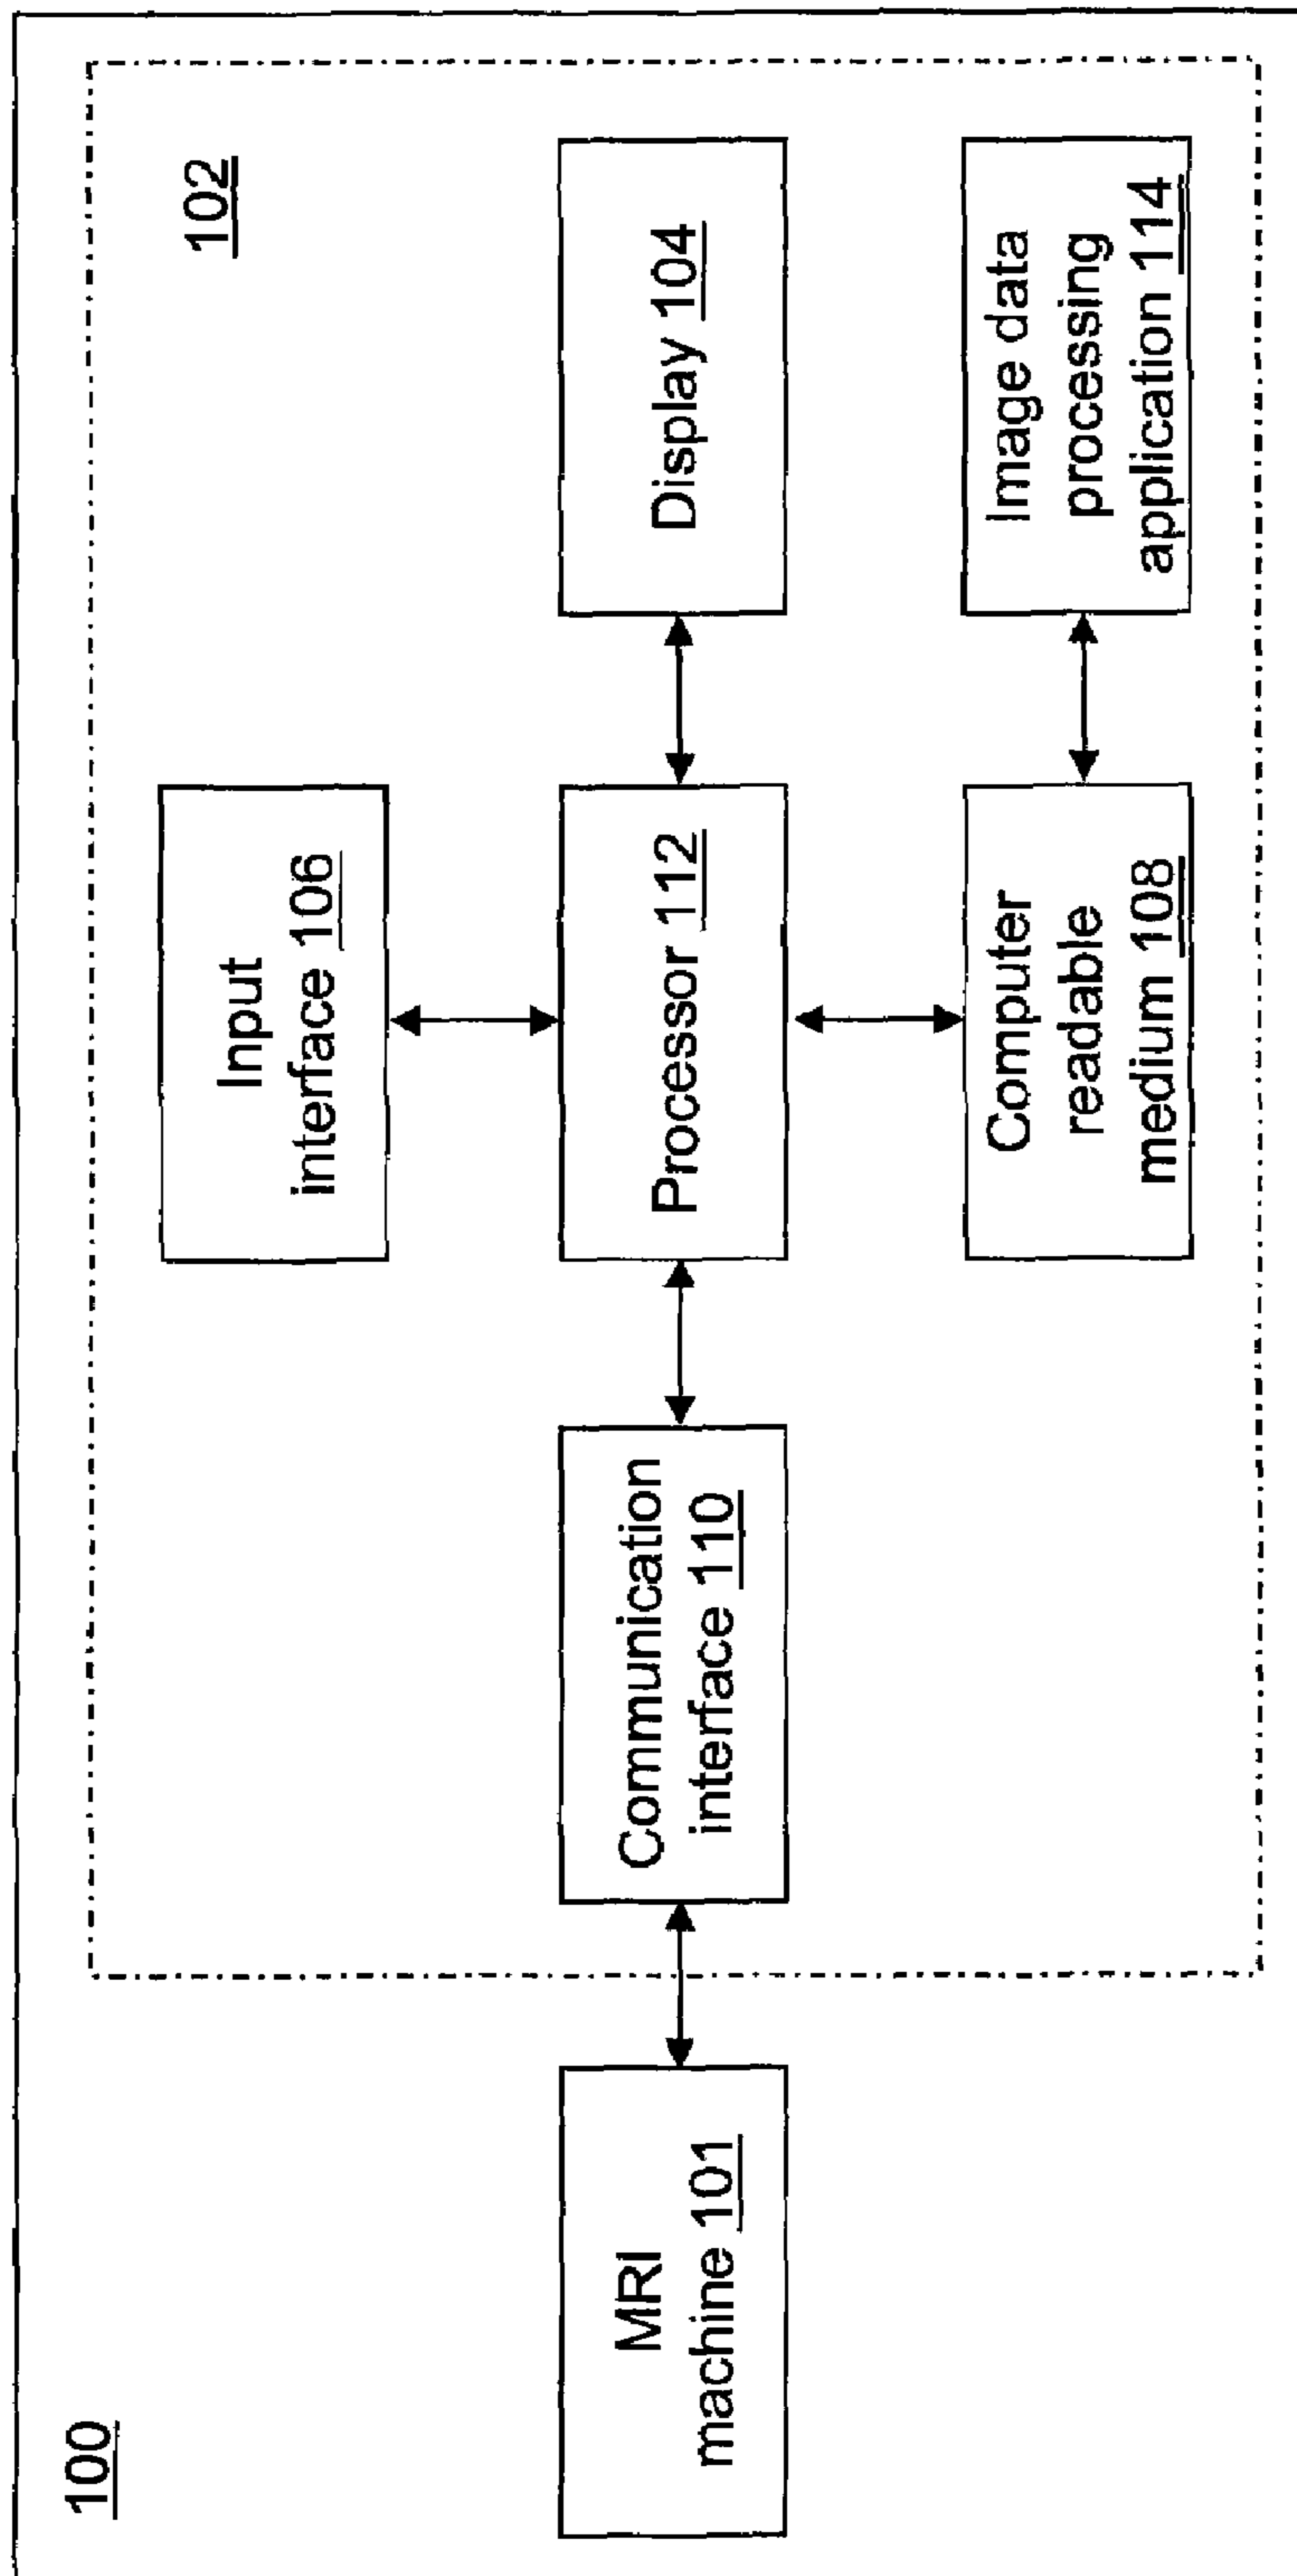 100
102
Input
interface 106
MRI
machine 101
Communication
interface 110
Processor 112
Display 104
Computer
readable
medium 108
Image data
processing
application 114